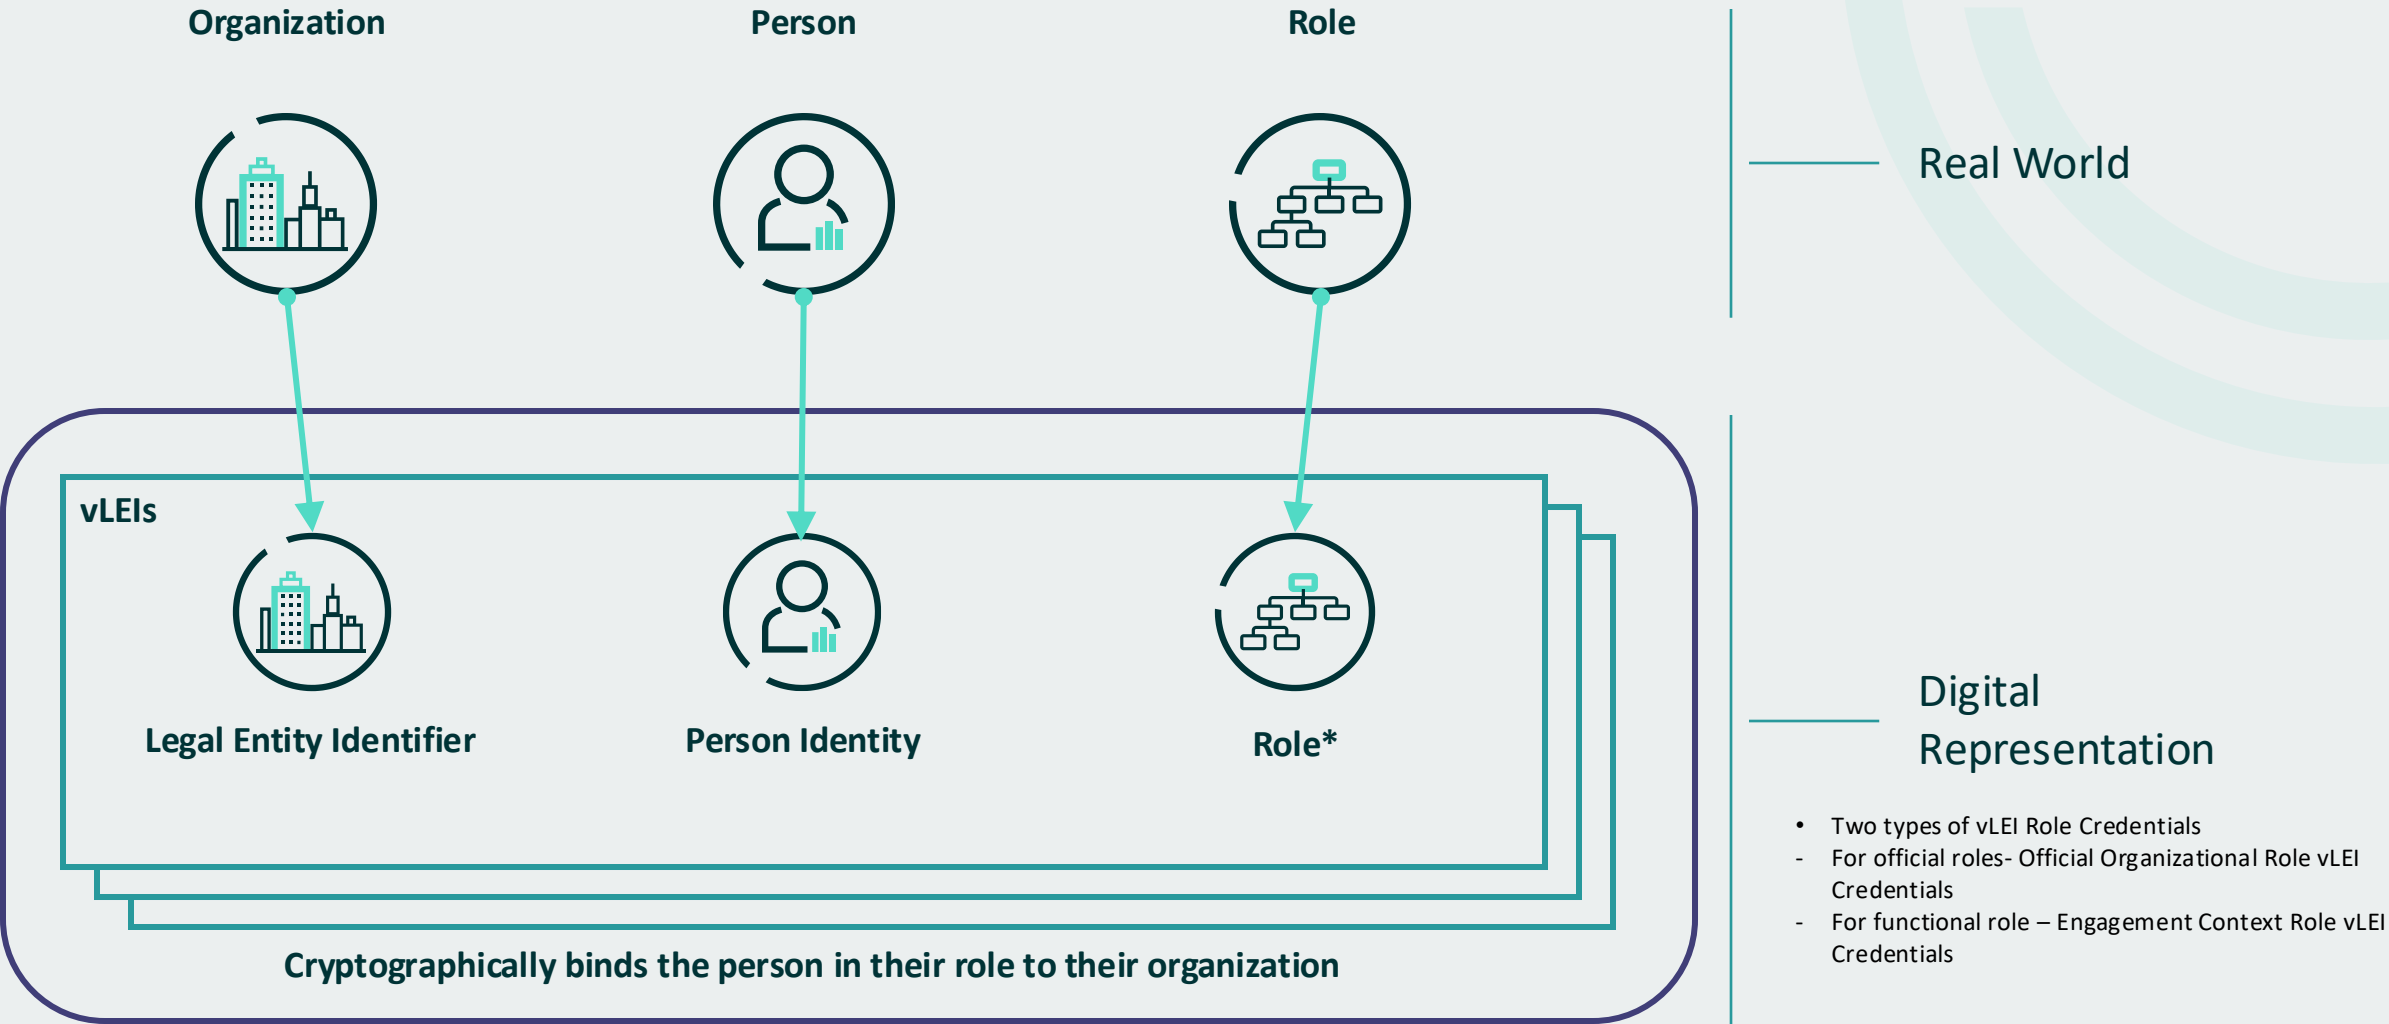 Organization
Person
Role
Real World
vLEIs
Legal Entity Identifier
Person Identity
Role*
Cryptographically binds the person in their role to their organization
Digital
Representation
• Two types of vLEI Role Credentials
- For official roles- Official Organizational Role vLEI
Credentials
- For functional role – Engagement Context Role vLEI
Credentials